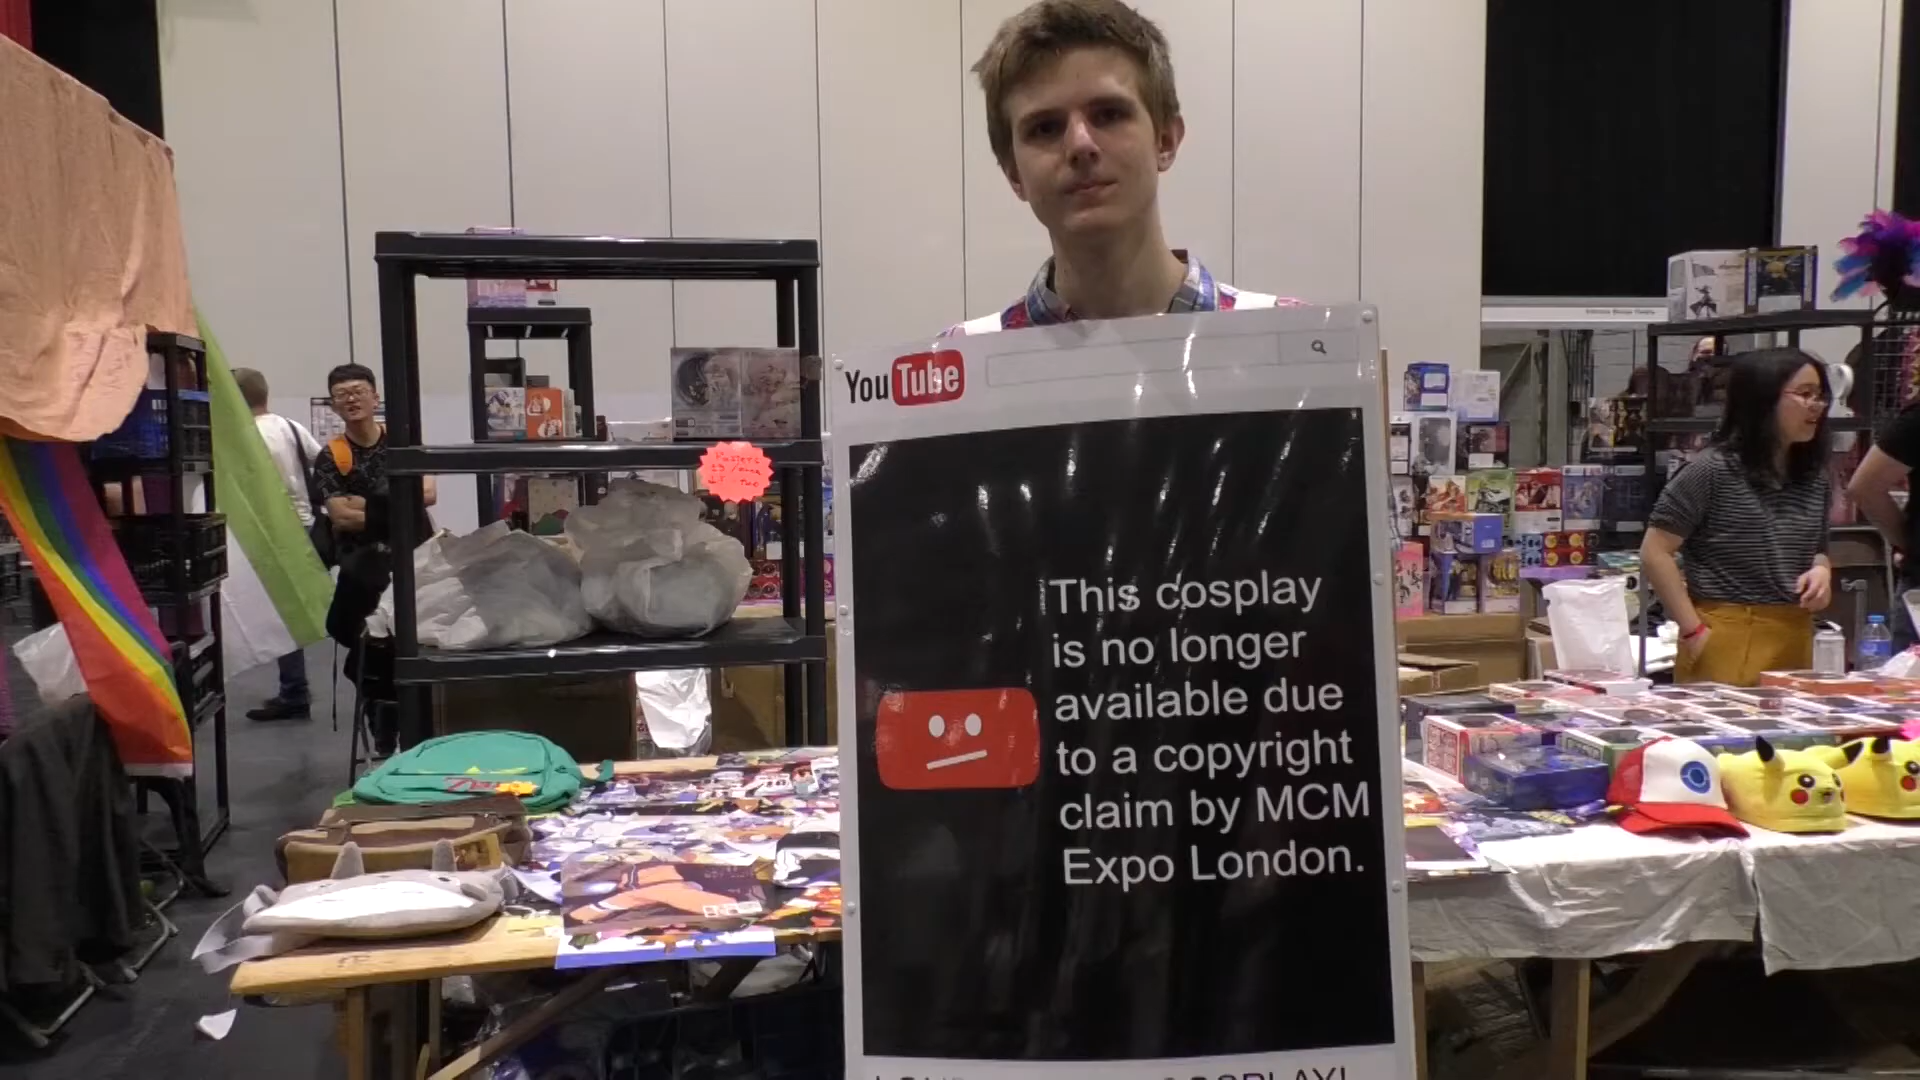 YouTube
This cosplay
is no longer
available due
to a copyright
claim by MCM
Expo London.